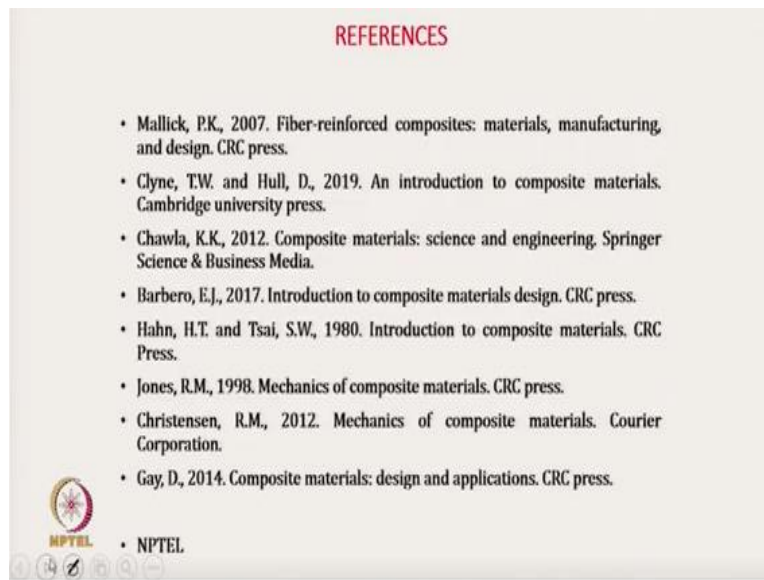 REFERENCES
• Mallick, P.K., 2007. Fiber-reinforced composites: materials, manufacturing,
and design. CRC press.
• Clyne, T.W. and Hull, D., 2019. An introduction to composite materials.
Cambridge university press.
• Chawla, K.K., 2012. Composite materials: science and engineering. Springer
Science & Business Media.
• Barbero, E.J., 2017. Introduction to composite materials design. CRC press.
• Hahn, H.T. and Tsai, S.W., 1980. Introduction to composite materials. CRC
Press.
• Jones, R.M., 1998. Mechanics of composite materials. CRC press.
• Christensen, R.M., 2012. Mechanics of composite materials. Courier
Corporation.
• Gay, D., 2014. Composite materials: design and applications. CRC press.
NPTEL
• NPTEL